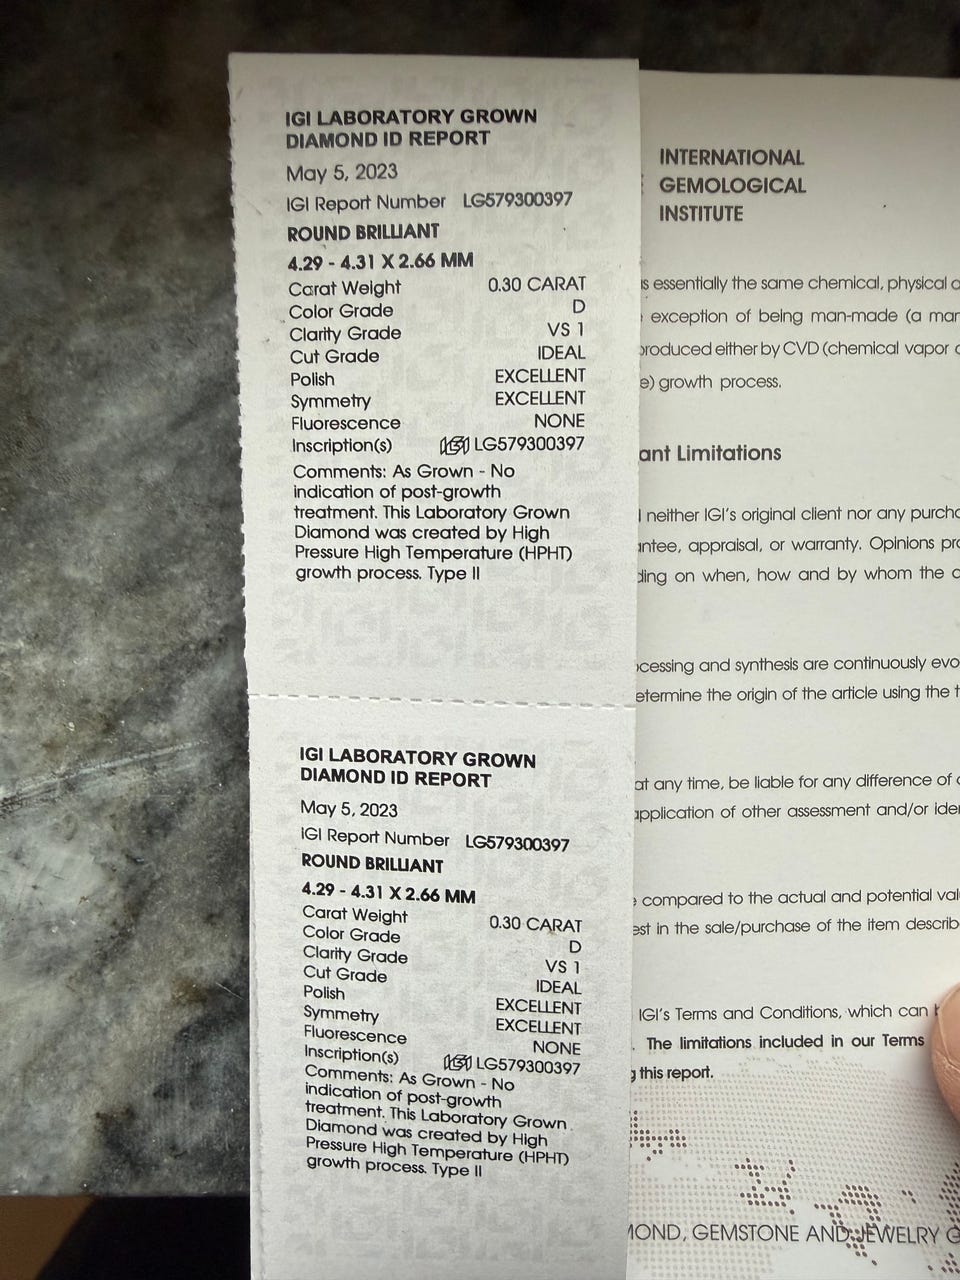 IGI LABORATORY GROWN
DIAMOND ID REPORT
May 5, 2023
IGI Report Number LG579300397
ROUND BRILLIANT
4.29 - 4.31 X 2.66 MM
Carat Weight 0.30 CARAT
Color Grade D
Clarity Grade VS 1
Cut Grade IDEAL
Polish EXCELLENT
Symmetry EXCELLENT
Fluorescence NONE
Inscription(s) IGI LG579300397
Comments: As Grown - No
indication of post-growth
treatment. This Laboratory Grown
Diamond was created by High
Pressure High Temperature (HPHT)
growth process. Type II
IGI LABORATORY GROWN
DIAMOND ID REPORT
May 5, 2023
IGI Report Number LG579300397
ROUND BRILLIANT
4.29 - 4.31 X 2.66 MM
Carat Weight 0.30 CARAT
Color Grade D
Clarity Grade VS 1
Cut Grade IDEAL
Polish EXCELLENT
Symmetry EXCELLENT
Fluorescence NONE
Inscription(s) IGI LG579300397
Comments: As Grown - No
indication of post-growth
treatment. This Laboratory Grown
Diamond was created by High
Pressure High Temperature (HPHT)
growth process. Type II
INTERNATIONAL
GEMOLOGICAL
INSTITUTE
essentially the same chemical, physical
exception of being man-made (a
either by CVD (chemical vapor
growth process.
Limitations
neither IGI's original client nor any
appraisal, or warranty. Opinions
on when, how and by whom the
and synthesis are continuously
the origin of the article using the
at any time, be liable for any difference of
of other assessment and/or
compared to the actual and potential
in the sale/purchase of the item
IGI's Terms and Conditions, which can
. The limitations included in our Terms
this report.
GEMSTONE AND JEWELRY